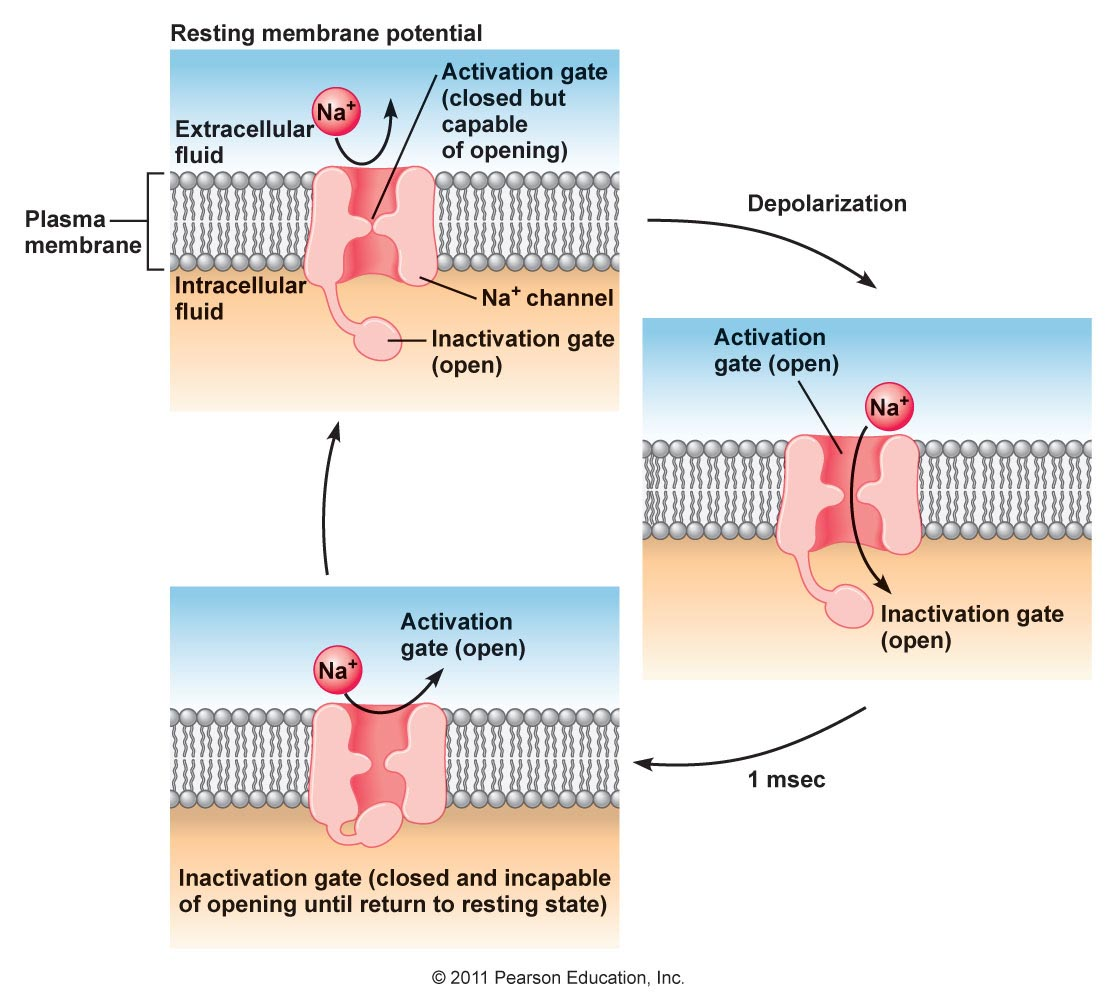 Resting membrane potential
Activation gate
(closed but
capable
of opening)
Na⁺
Extracellular
fluid
Plasma
membrane
Intracellular
fluid
Na⁺ channel
Inactivation gate
(open)
Depolarization
Activation
gate (open)
Na⁺
Inactivation gate
(open)
1 msec
Activation
gate (open)
Na⁺
Inactivation gate (closed and incapable
of opening until return to resting state)
© 2011 Pearson Education, Inc.